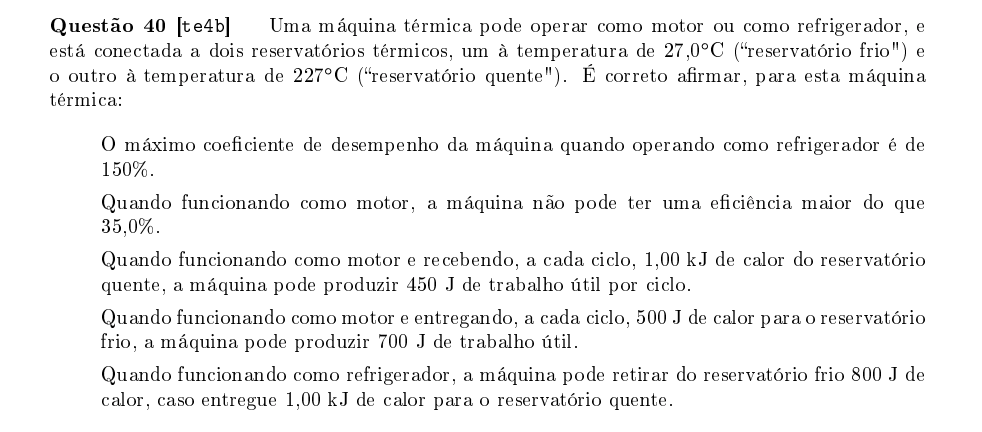 Questão 40 [te4b] Uma máquina térmica pode operar como motor ou como refrigerador, e
está conectada a dois reservatórios térmicos, um à temperatura de 27,0°C (“reservatório frio") e
o outro à temperatura de 227°C (“reservatório quente"). É correto afirmar, para esta máquina
térmica:
O máximo coeficiente de desempenho da máquina quando operando como refrigerador é de
150%.
Quando funcionando como motor, a máquina não pode ter uma eficiência maior do que
35,0%.
Quando funcionando como motor e recebendo, a cada ciclo, 1,00 kJ de calor do reservatório
quente, a máquina pode produzir 450 J de trabalho útil por ciclo.
Quando funcionando como motor e entregando, a cada ciclo, 500 J de calor para o reservatório
frio, a máquina pode produzir 700 J de trabalho útil.
Quando funcionando como refrigerador, a máquina pode retirar do reservatório frio 800 J de
calor, caso entregue 1,00 kJ de calor para o reservatório quente.